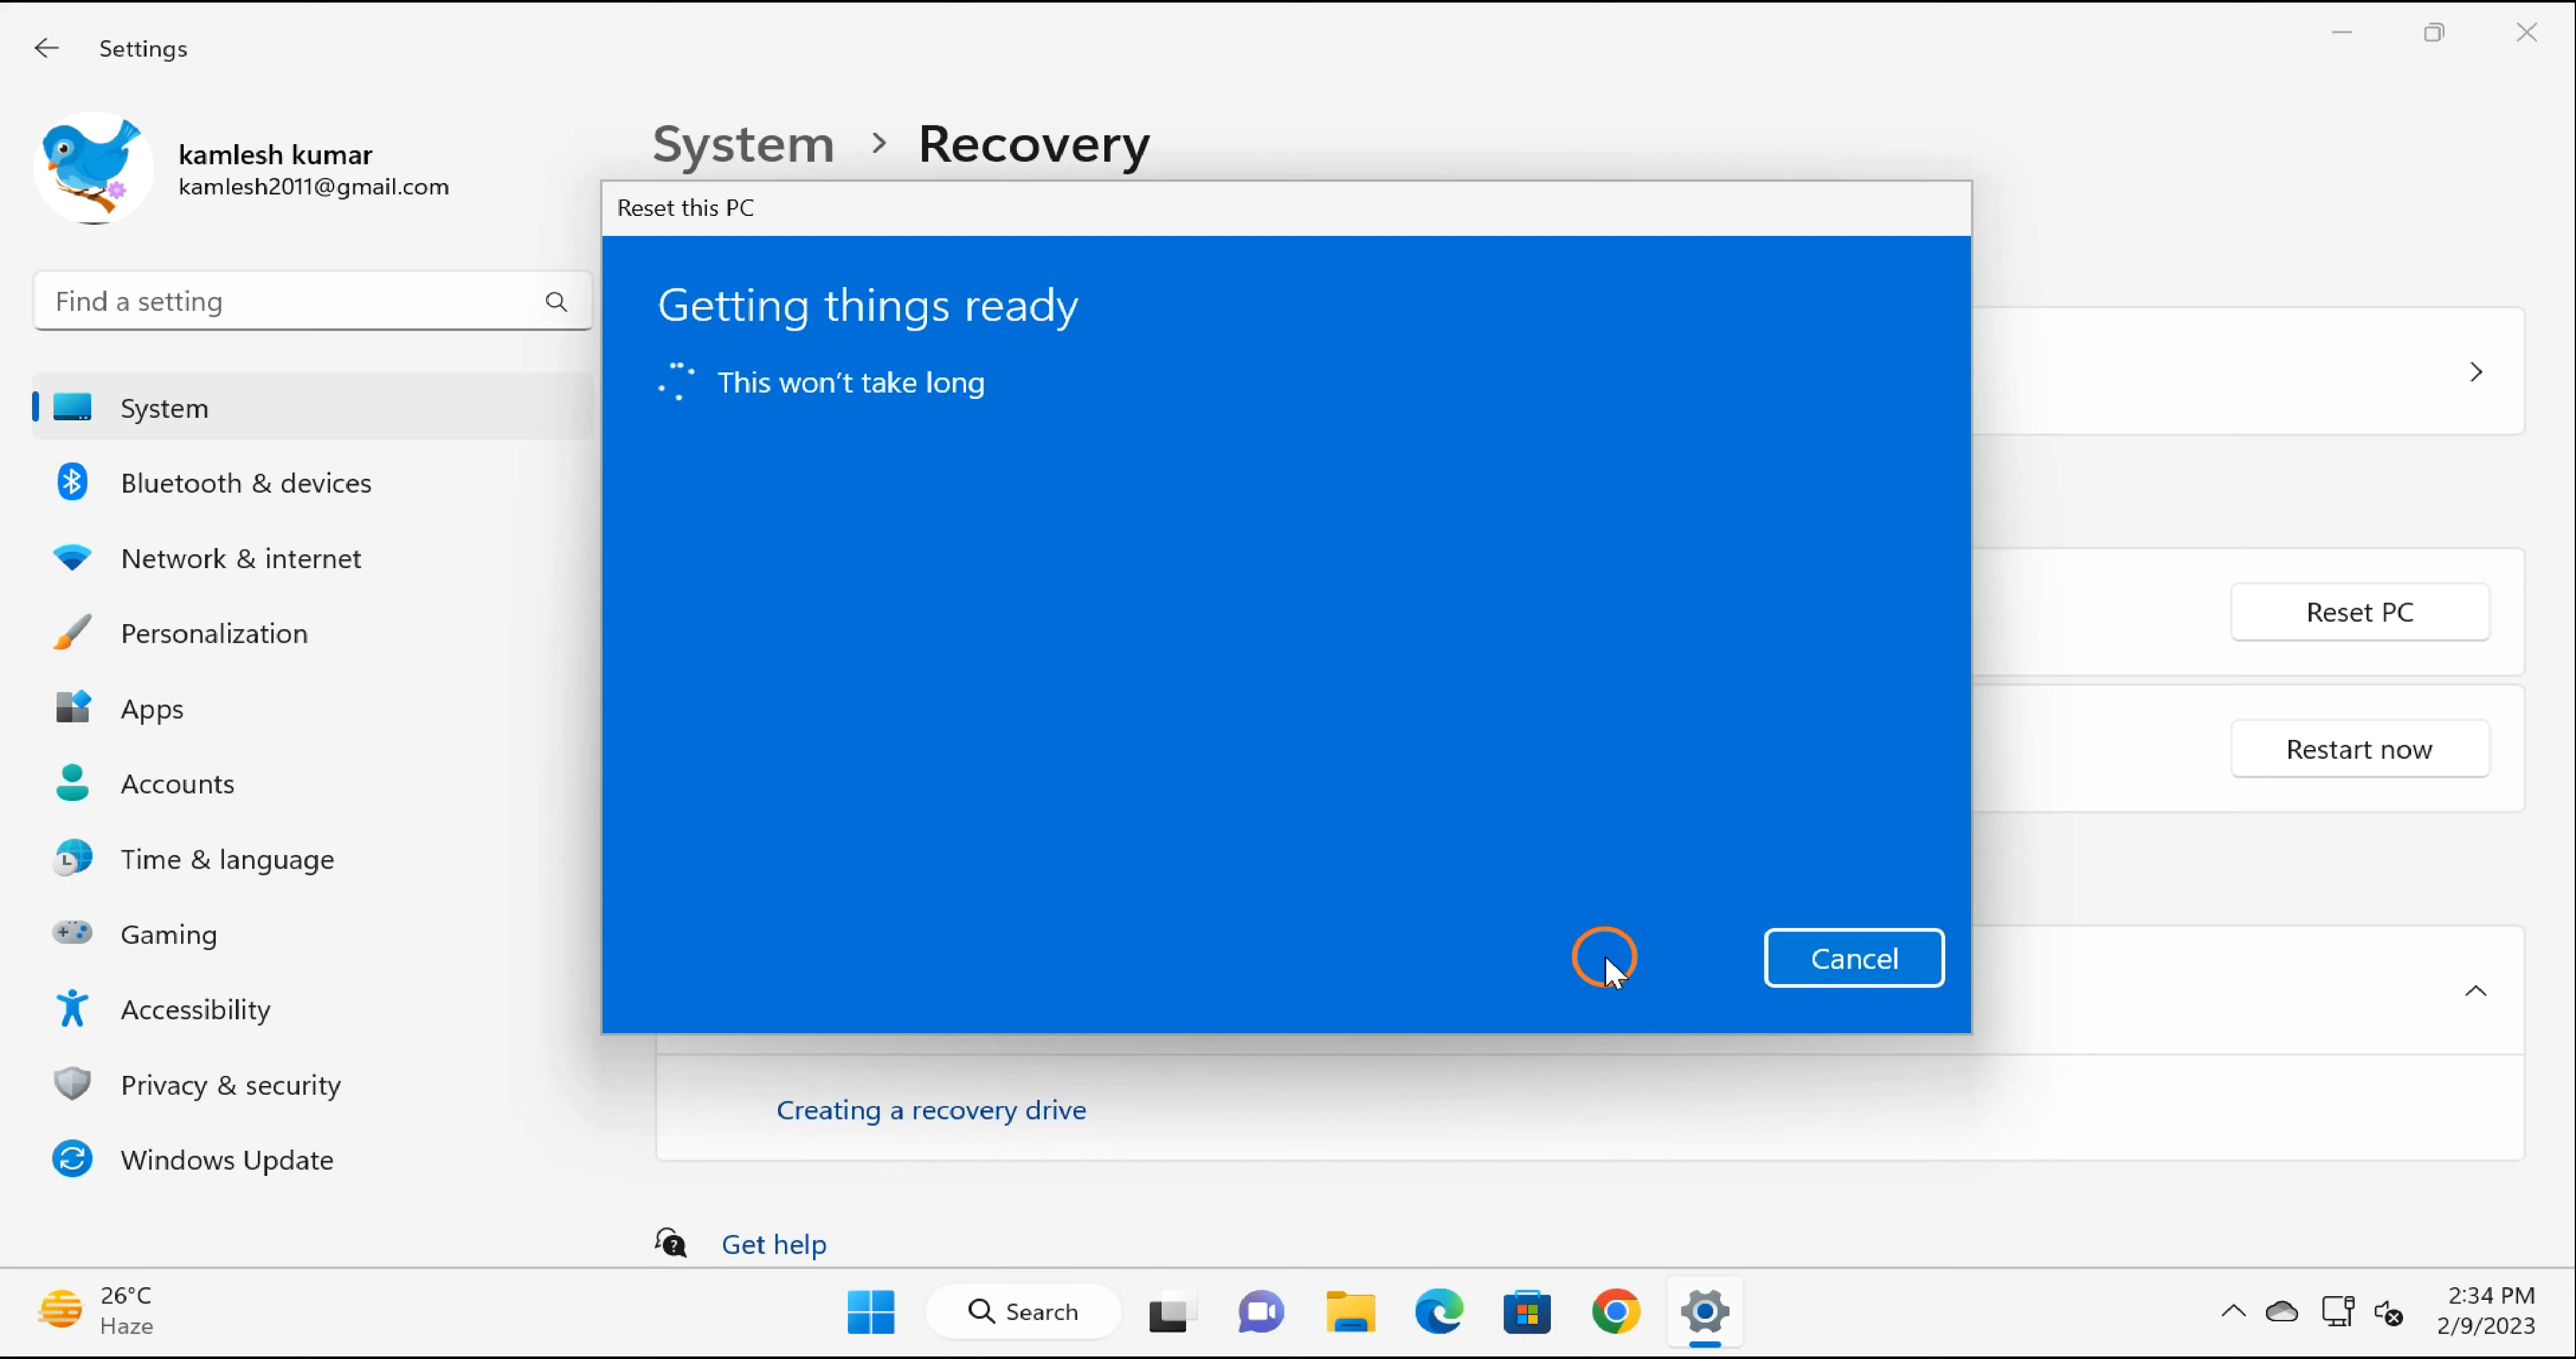 Settings
kamlesh kumar
kamlesh2011@gmail.com
Find a setting
System
Bluetooth & devices
Network & internet
Personalization
Apps
Accounts
Time & language
Gaming
Accessibility
Privacy & security
Windows Update
System > Recovery
Reset this PC
Getting things ready
This won't take long
Cancel
Reset PC
Restart now
Creating a recovery drive
Get help
26°C
Haze
Search
2:34 PM
2/9/2023